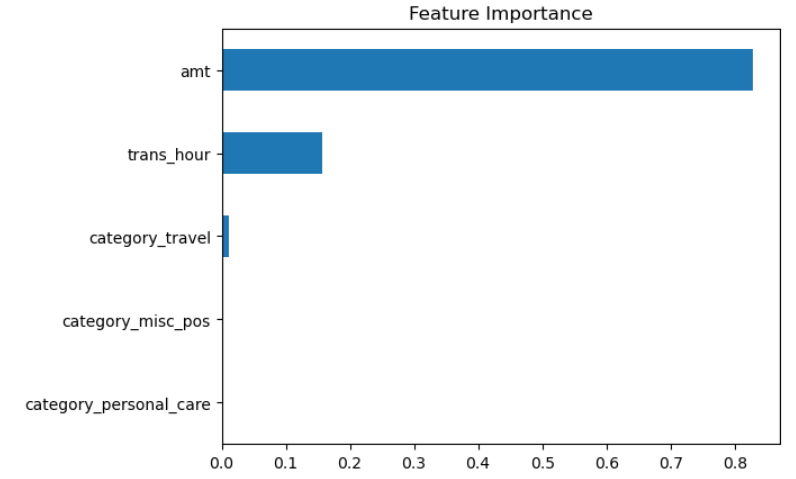 Feature Importance
amt
trans_hour
category_travel
category_misc_pos
category_personal_care
0.0 0.1 0.2 0.3 0.4 0.5 0.6 0.7 0.8